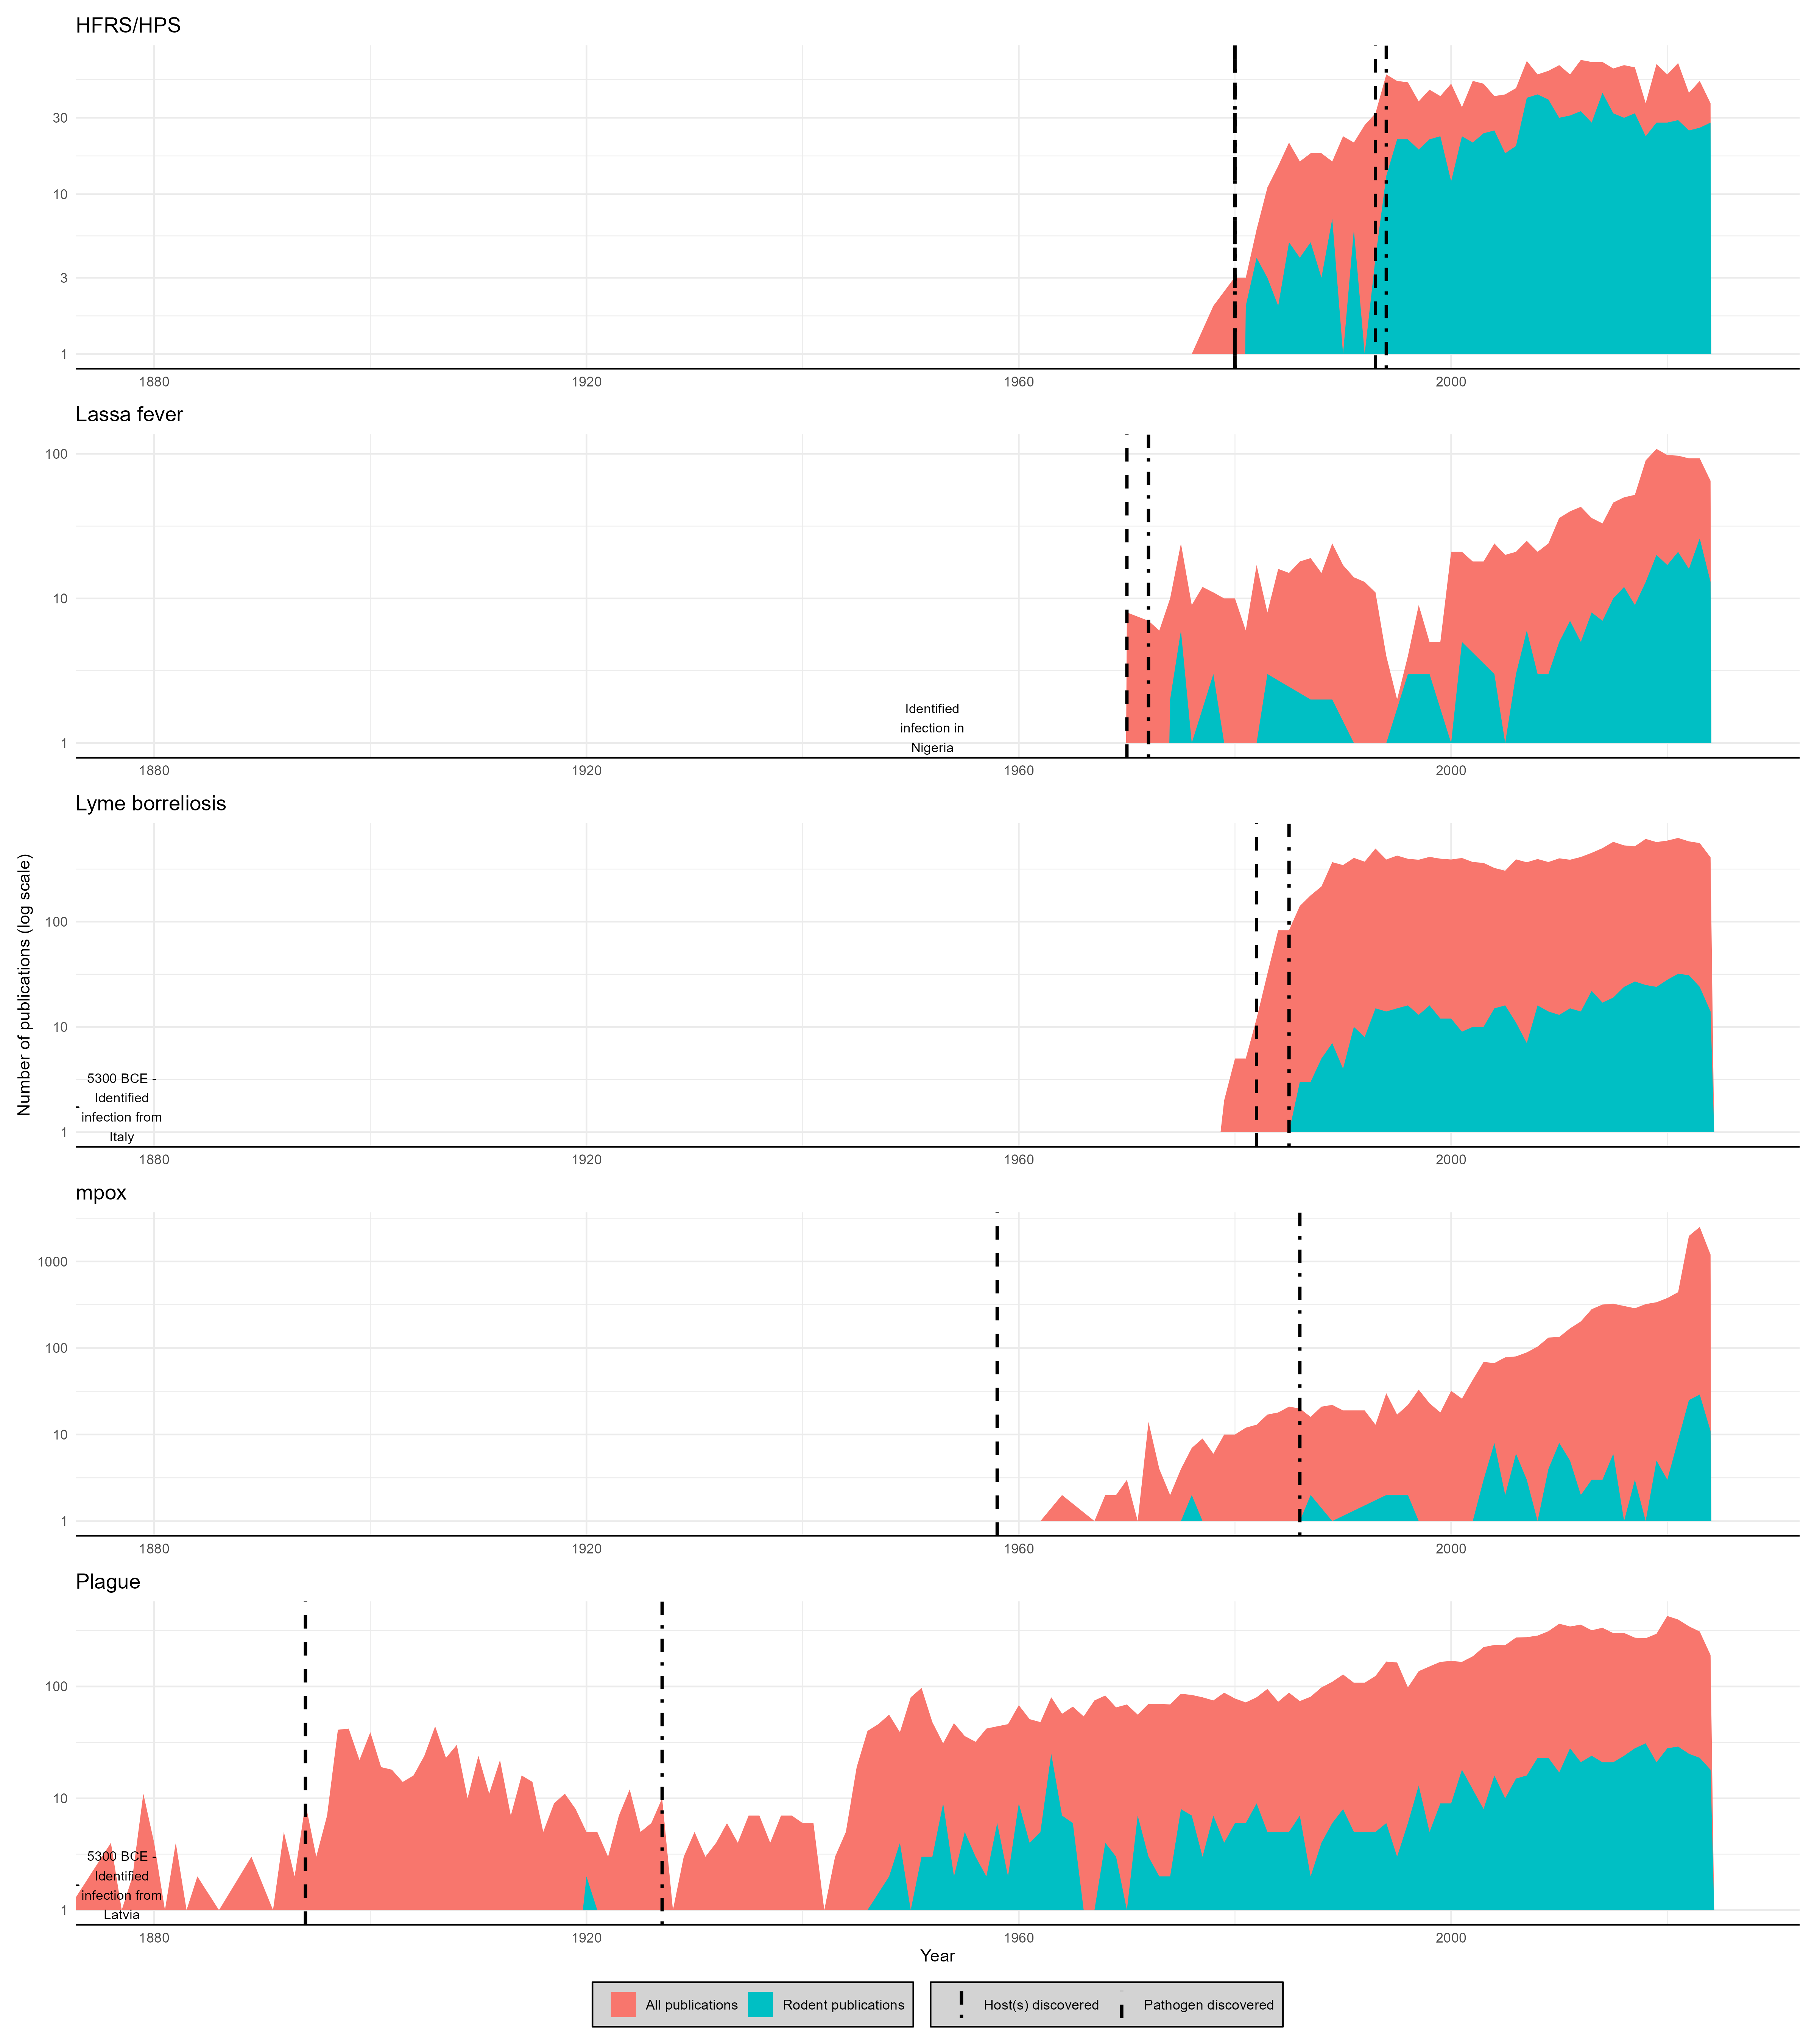 HFRS/HPS
30
10
3
1
1880 1920 1960 2000
Lassa fever
100
10
1
Identified
infection in
Nigeria
1880 1920 1960 2000
Lyme borreliosis
Number of publications (log scale)
100
10
1
5300 BCE -
Identified
infection from
Italy
1880 1920 1960 2000
mpox
1000
100
10
1
1880 1920 1960 2000
Plague
100
10
1
5300 BCE -
Identified
infection from
Latvia
1880 1920 1960 2000
Year
All publications Rodent publications Host(s) discovered Pathogen discovered